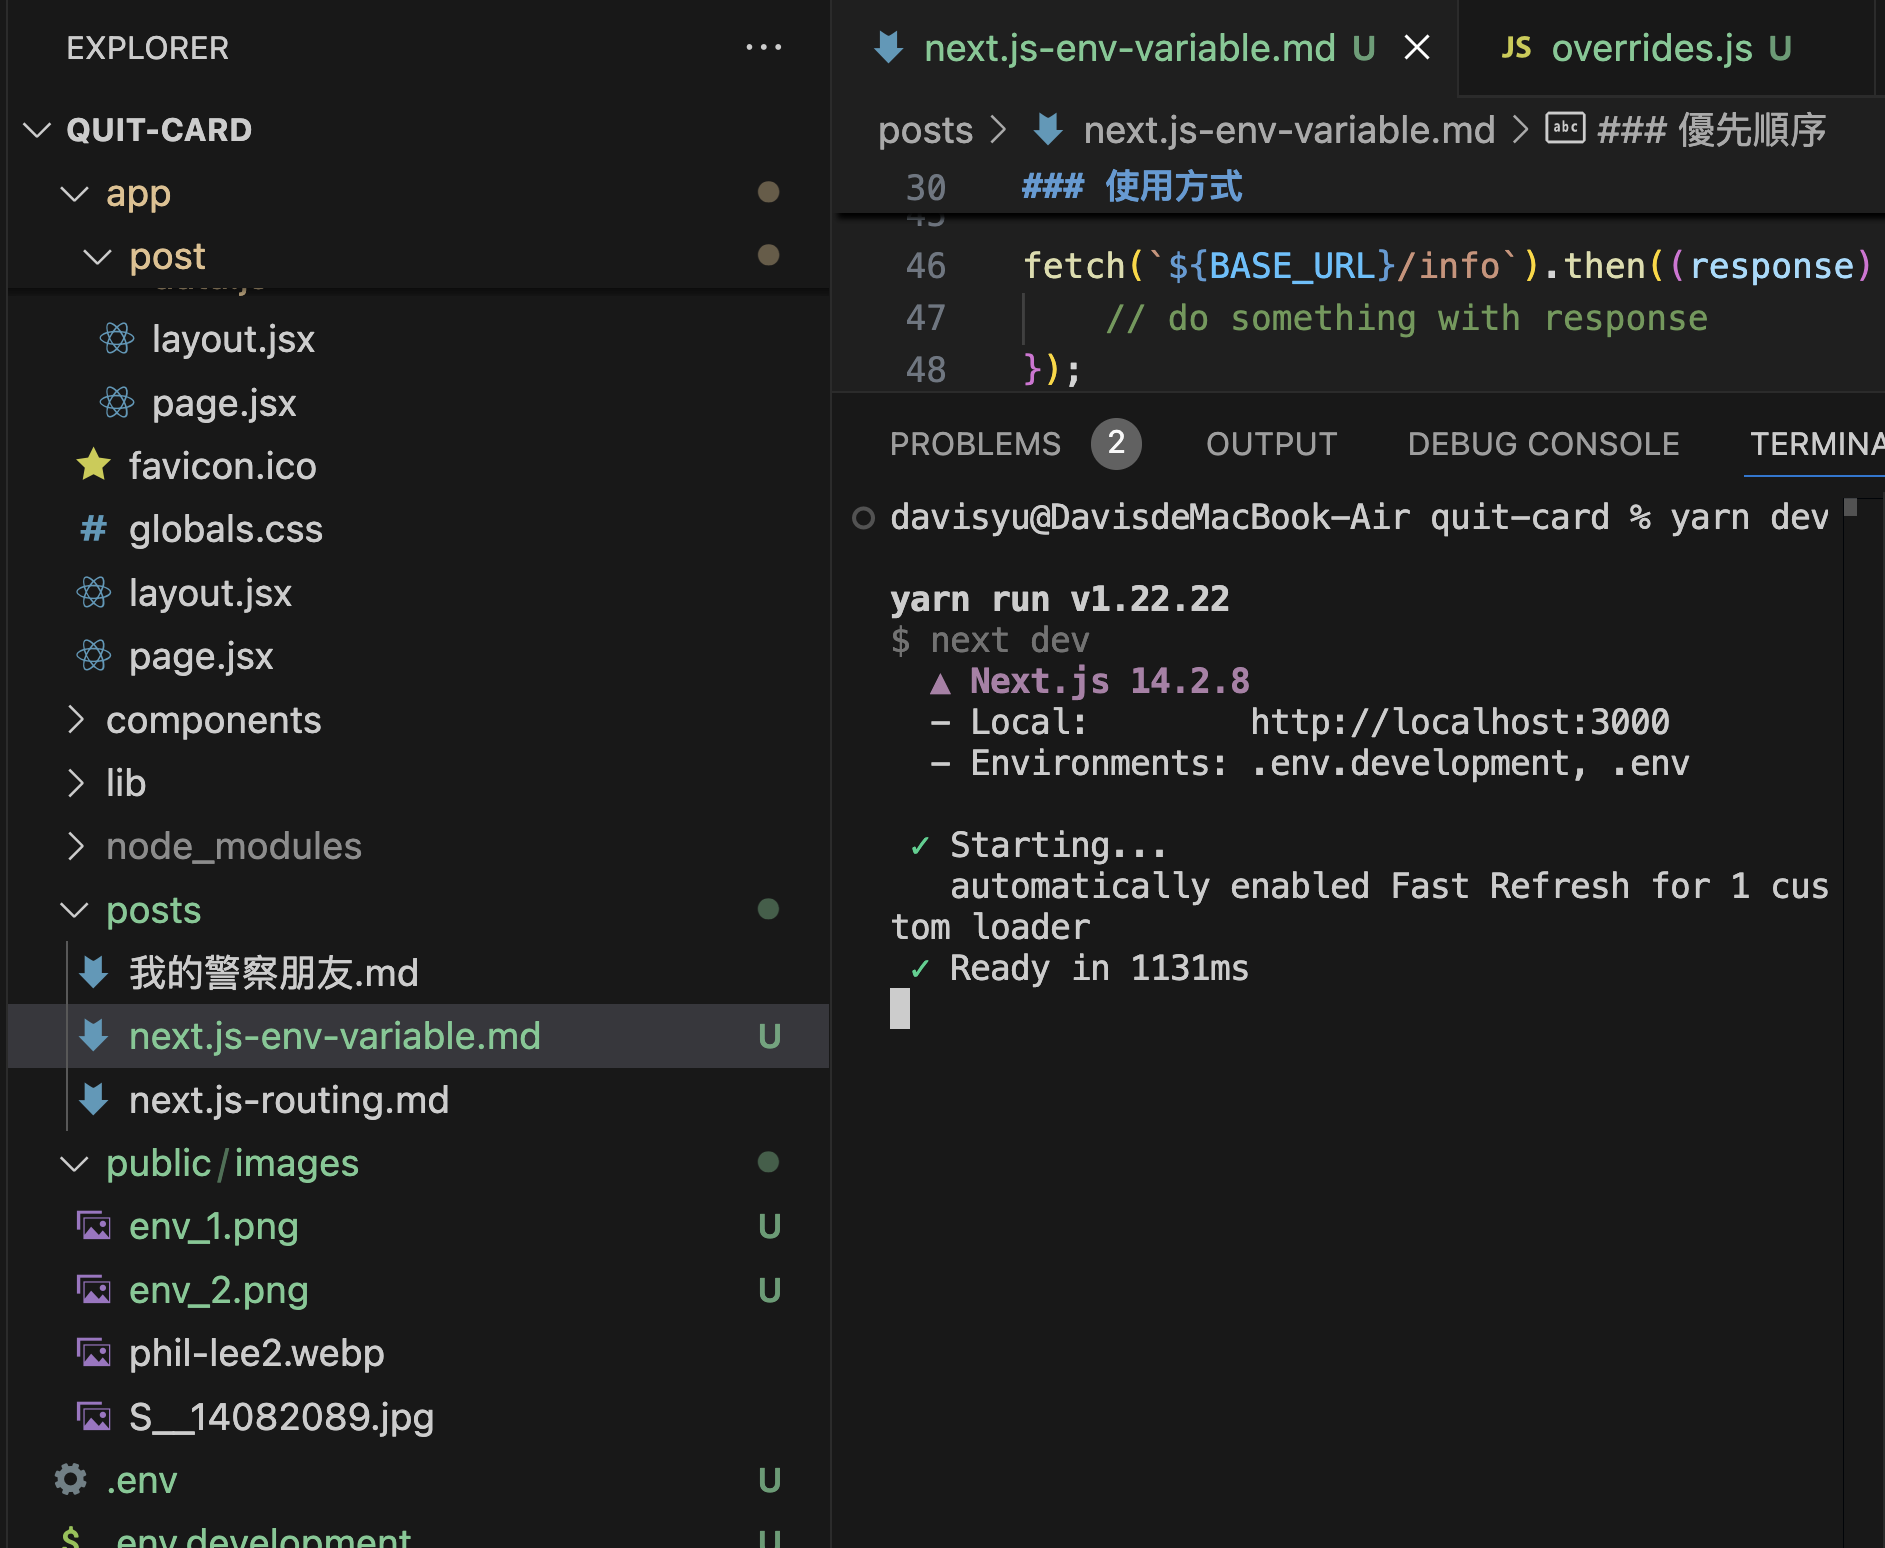 EXPLORER
QUIT-CARD
app
post
layout.jsx
page.jsx
favicon.ico
globals.css
layout.jsx
page.jsx
components
lib
node_modules
posts
我的警察朋友.md
next.js-env-variable.md U
next.js-routing.md
public/images
env_1.png U
env_2.png U
phil-lee2.webp
S__14082089.jpg
.env U
.env.development U
next.js-env-variable.md U
JS overrides.js U
posts > next.js-env-variable.md > abc ### 優先順序
30 ### 使用方式
45
46 fetch(`${BASE_URL}/info`).then((response)
47 // do something with response
48 });
PROBLEMS 2 OUTPUT DEBUG CONSOLE TERMINA
davisyu@DavisdeMacBook-Air quit-card % yarn dev
yarn run v1.22.22
$ next dev
▲ Next.js 14.2.8
- Local: http://localhost:3000
- Environments: .env.development, .env
✓ Starting...
automatically enabled Fast Refresh for 1 cus
tom loader
✓ Ready in 1131ms